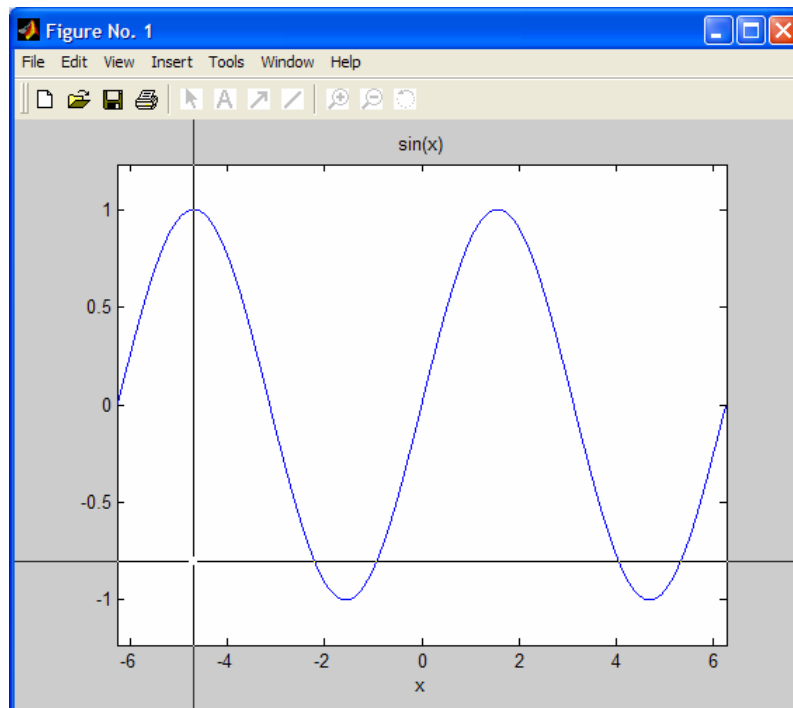 Figure No. 1
File Edit View Insert Tools Window Help
A
sin(x)
1
0.5
0
-0.5
-1
-6 -4 -2 0 2 4 6
x